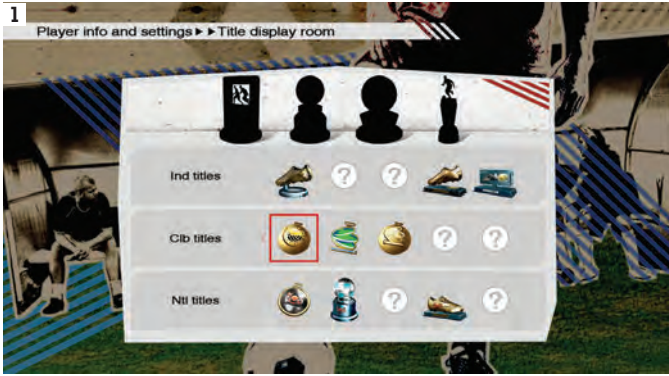 1
Player info and settings▶ ▶Title display room
Ind titles ? ?
Clb titles ? ?
Ntl titles ? ?